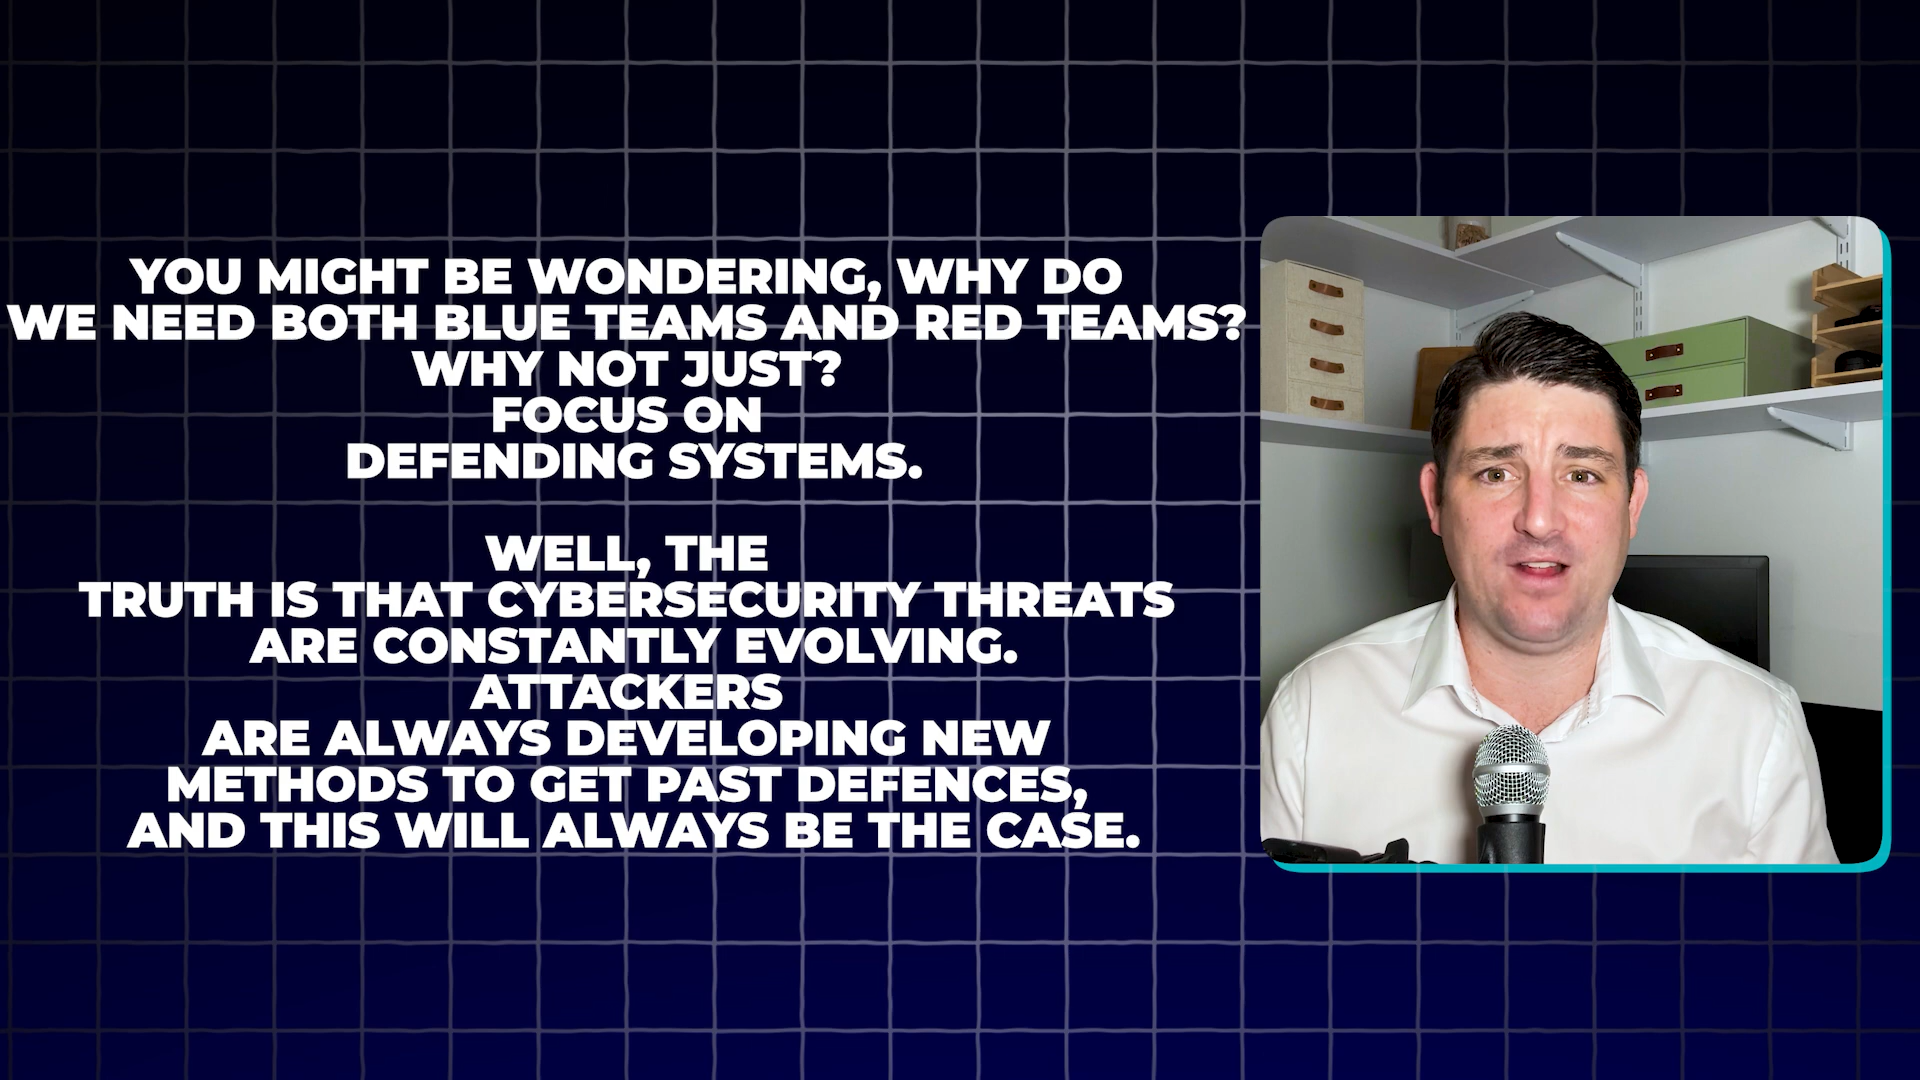 YOU MIGHT BE WONDERING, WHY DO
WE NEED BOTH BLUE TEAMS AND RED TEAMS?
WHY NOT JUST?
FOCUS ON
DEFENDING SYSTEMS.
WELL, THE
TRUTH IS THAT CYBERSECURITY THREATS
ARE CONSTANTLY EVOLVING.
ATTACKERS
ARE ALWAYS DEVELOPING NEW
METHODS TO GET PAST DEFENCES,
AND THIS WILL ALWAYS BE THE CASE.